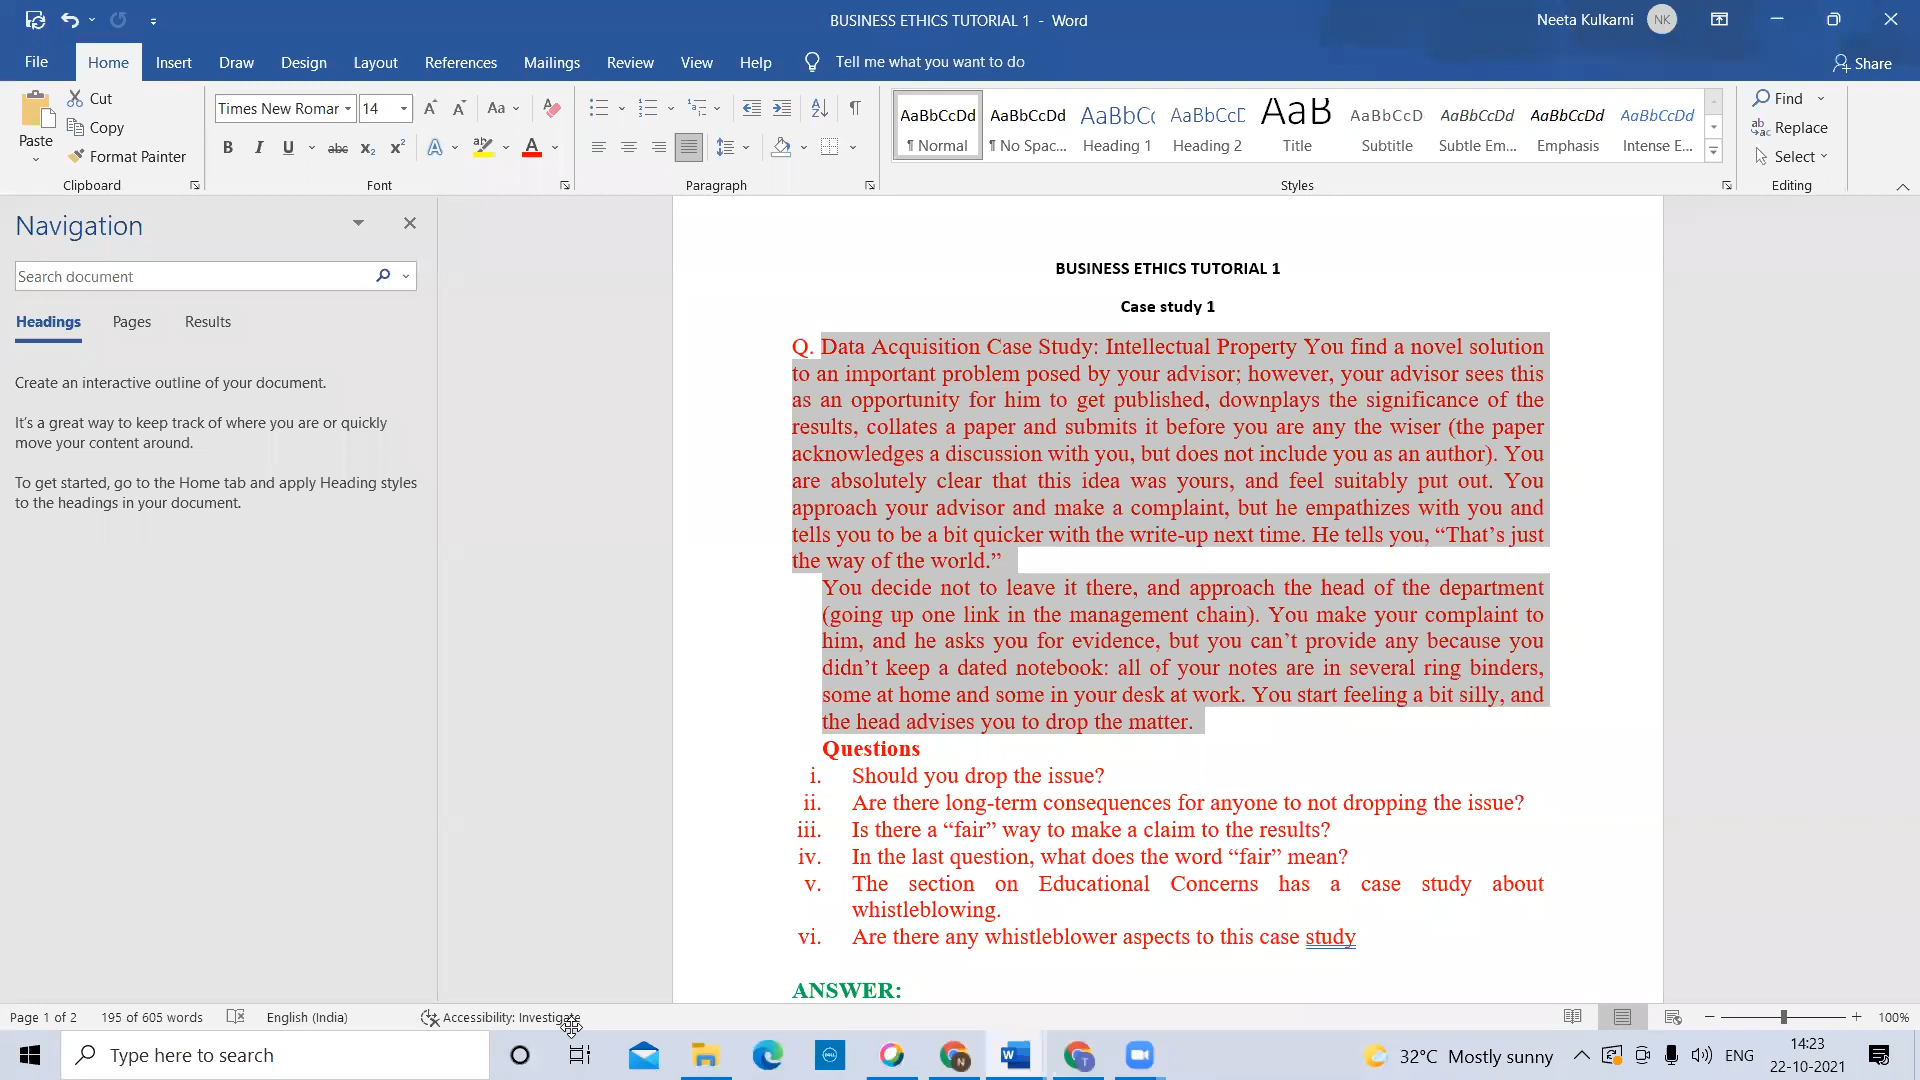 BUSINESS ETHICS TUTORIAL 1 - Word
Neeta Kulkarni NK
File Home Insert Draw Design Layout References Mailings Review View Help Tell me what you want to do Share
Paste
Cut
Copy
Format Painter
Clipboard
Times New Romar 14
Font
Paragraph
AaBbCcDd AaBbCcDd AaBbC AaBbCcD AaB AaBbCcD AaBbCcDd AaBbCcDd AaBbCcDd
¶ Normal ¶ No Spac... Heading 1 Heading 2 Title Subtitle Subtle Em... Emphasis Intense E...
Styles
Find
Replace
Select
Editing
Navigation
Search document
Headings Pages Results
Create an interactive outline of your document.
It's a great way to keep track of where you are or quickly
move your content around.
To get started, go to the Home tab and apply Heading styles
to the headings in your document.
BUSINESS ETHICS TUTORIAL 1
Case study 1
Q. Data Acquisition Case Study: Intellectual Property You find a novel solution
to an important problem posed by your advisor; however, your advisor sees this
as an opportunity for him to get published, downplays the significance of the
results, collates a paper and submits it before you are any the wiser (the paper
acknowledges a discussion with you, but does not include you as an author). You
are absolutely clear that this idea was yours, and feel suitably put out. You
approach your advisor and make a complaint, but he empathizes with you and
tells you to be a bit quicker with the write-up next time. He tells you, “That’s just
the way of the world.”
You decide not to leave it there, and approach the head of the department
(going up one link in the management chain). You make your complaint to
him, and he asks you for evidence, but you can’t provide any because you
didn’t keep a dated notebook: all of your notes are in several ring binders,
some at home and some in your desk at work. You start feeling a bit silly, and
the head advises you to drop the matter.
Questions
i. Should you drop the issue?
ii. Are there long-term consequences for anyone to not dropping the issue?
iii. Is there a “fair” way to make a claim to the results?
iv. In the last question, what does the word “fair” mean?
v. The section on Educational Concerns has a case study about
whistleblowing.
vi. Are there any whistleblower aspects to this case study
ANSWER:
Page 1 of 2 195 of 605 words English (India) Accessibility: Investigate 100%
Type here to search
32°C Mostly sunny ENG
14:23
22-10-2021